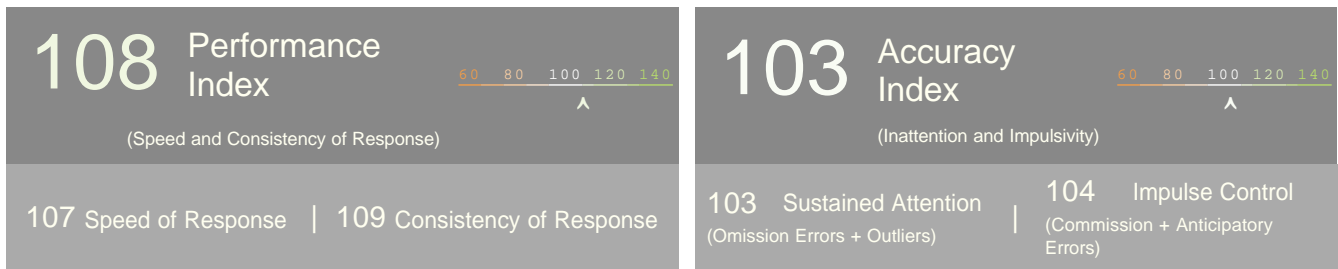 108 Performance
Index
60 80 100 120 140
(Speed and Consistency of Response)
107 Speed of Response | 109 Consistency of Response
103 Accuracy
Index
60 80 100 120 140
(Inattention and Impulsivity)
103 Sustained Attention
(Omission Errors + Outliers)
|
104 Impulse Control
(Commission + Anticipatory
Errors)